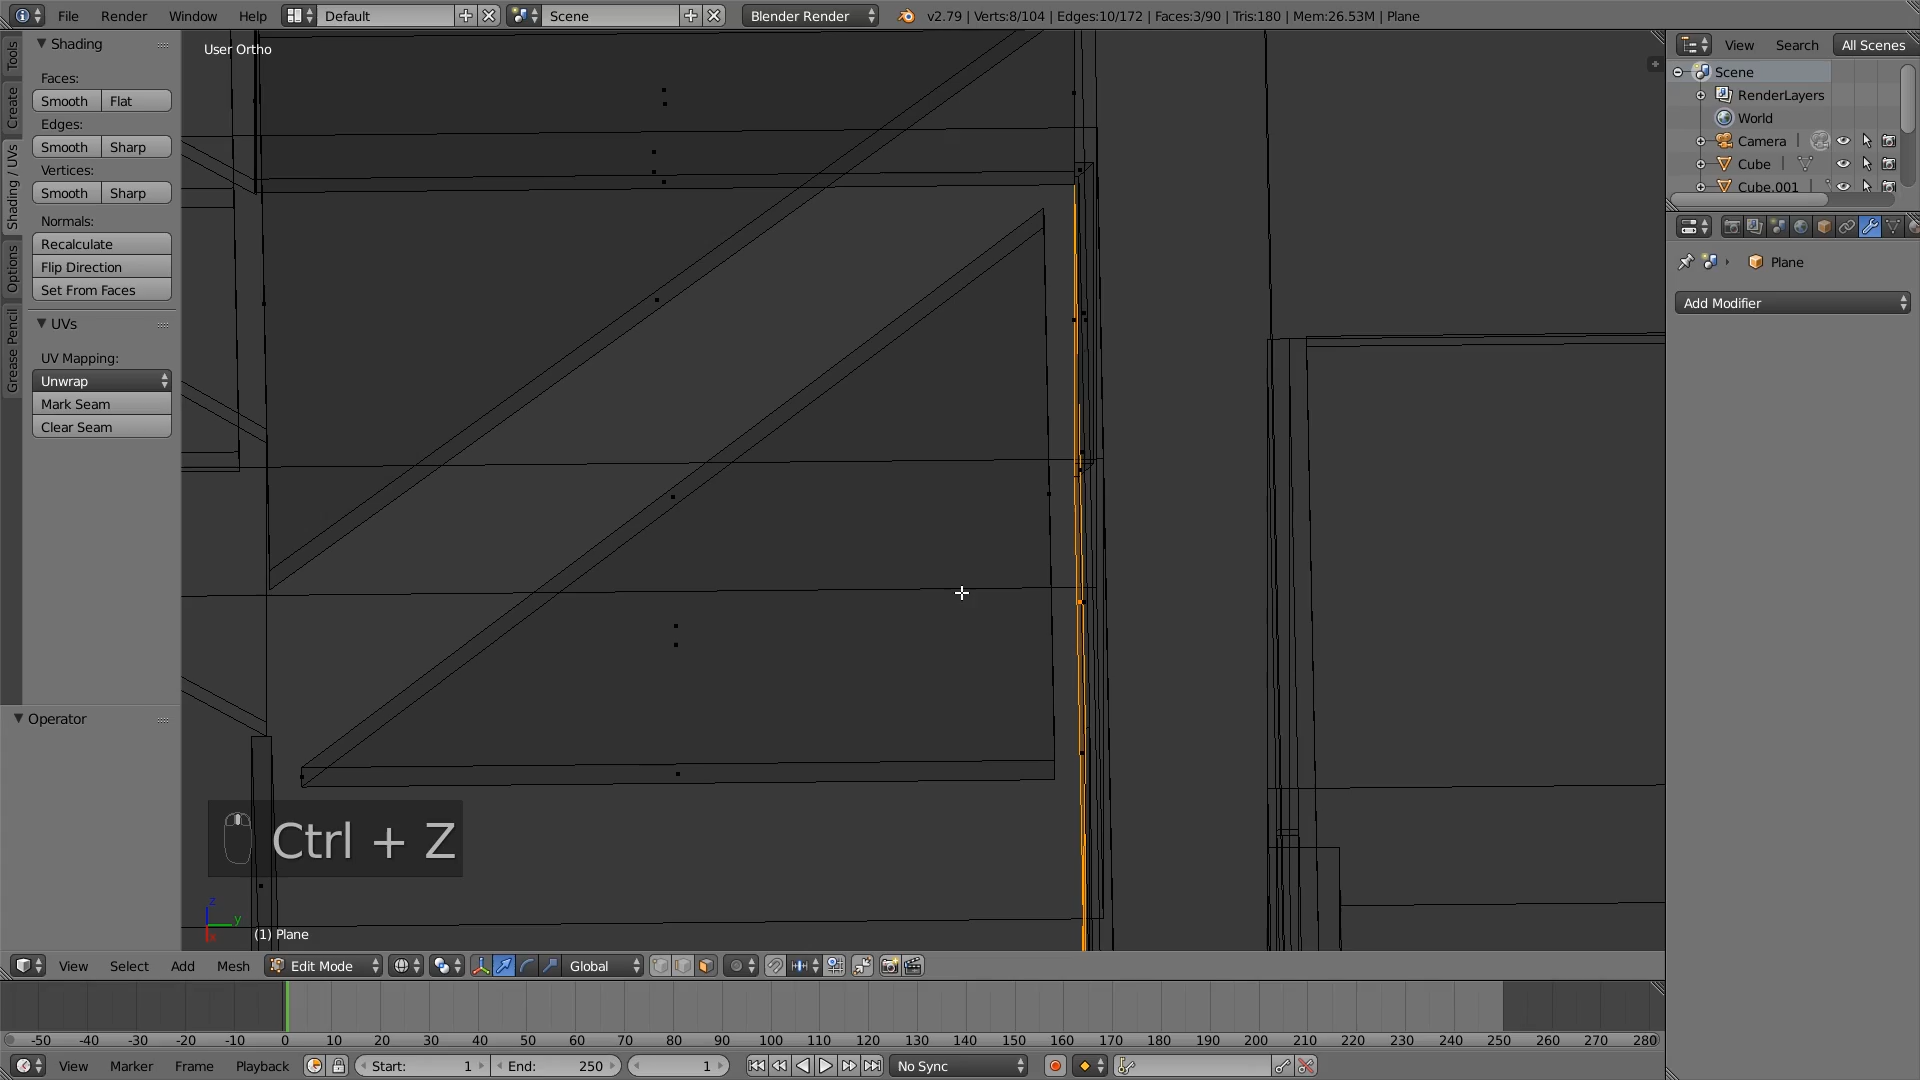 File Render Window Help Default Scene Blender Render v2.79 | Verts:8/104 | Edges:10/172 | Faces:3/90 | Tris:180 | Mem:26.53M | Plane
Tools
Create
Shading / UVs
Options
Grease Pencil
Shading
Faces:
Smooth Flat
Edges:
Smooth Sharp
Vertices:
Smooth Sharp
Normals:
Recalculate
Flip Direction
Set From Faces
UVs
UV Mapping:
Unwrap
Mark Seam
Clear Seam
Operator
User Ortho
Ctrl + Z
z
y
x
(1) Plane
View Search All Scenes
Scene
RenderLayers
World
Camera
Cube
Cube.001
Plane
Add Modifier
View Select Add Mesh Edit Mode Global
-50 -40 -30 -20 -10 0 10 20 30 40 50 60 70 80 90 100 110 120 130 140 150 160 170 180 190 200 210 220 230 240 250 260 270 280
View Marker Frame Playback Start: 1 End: 250 1 No Sync